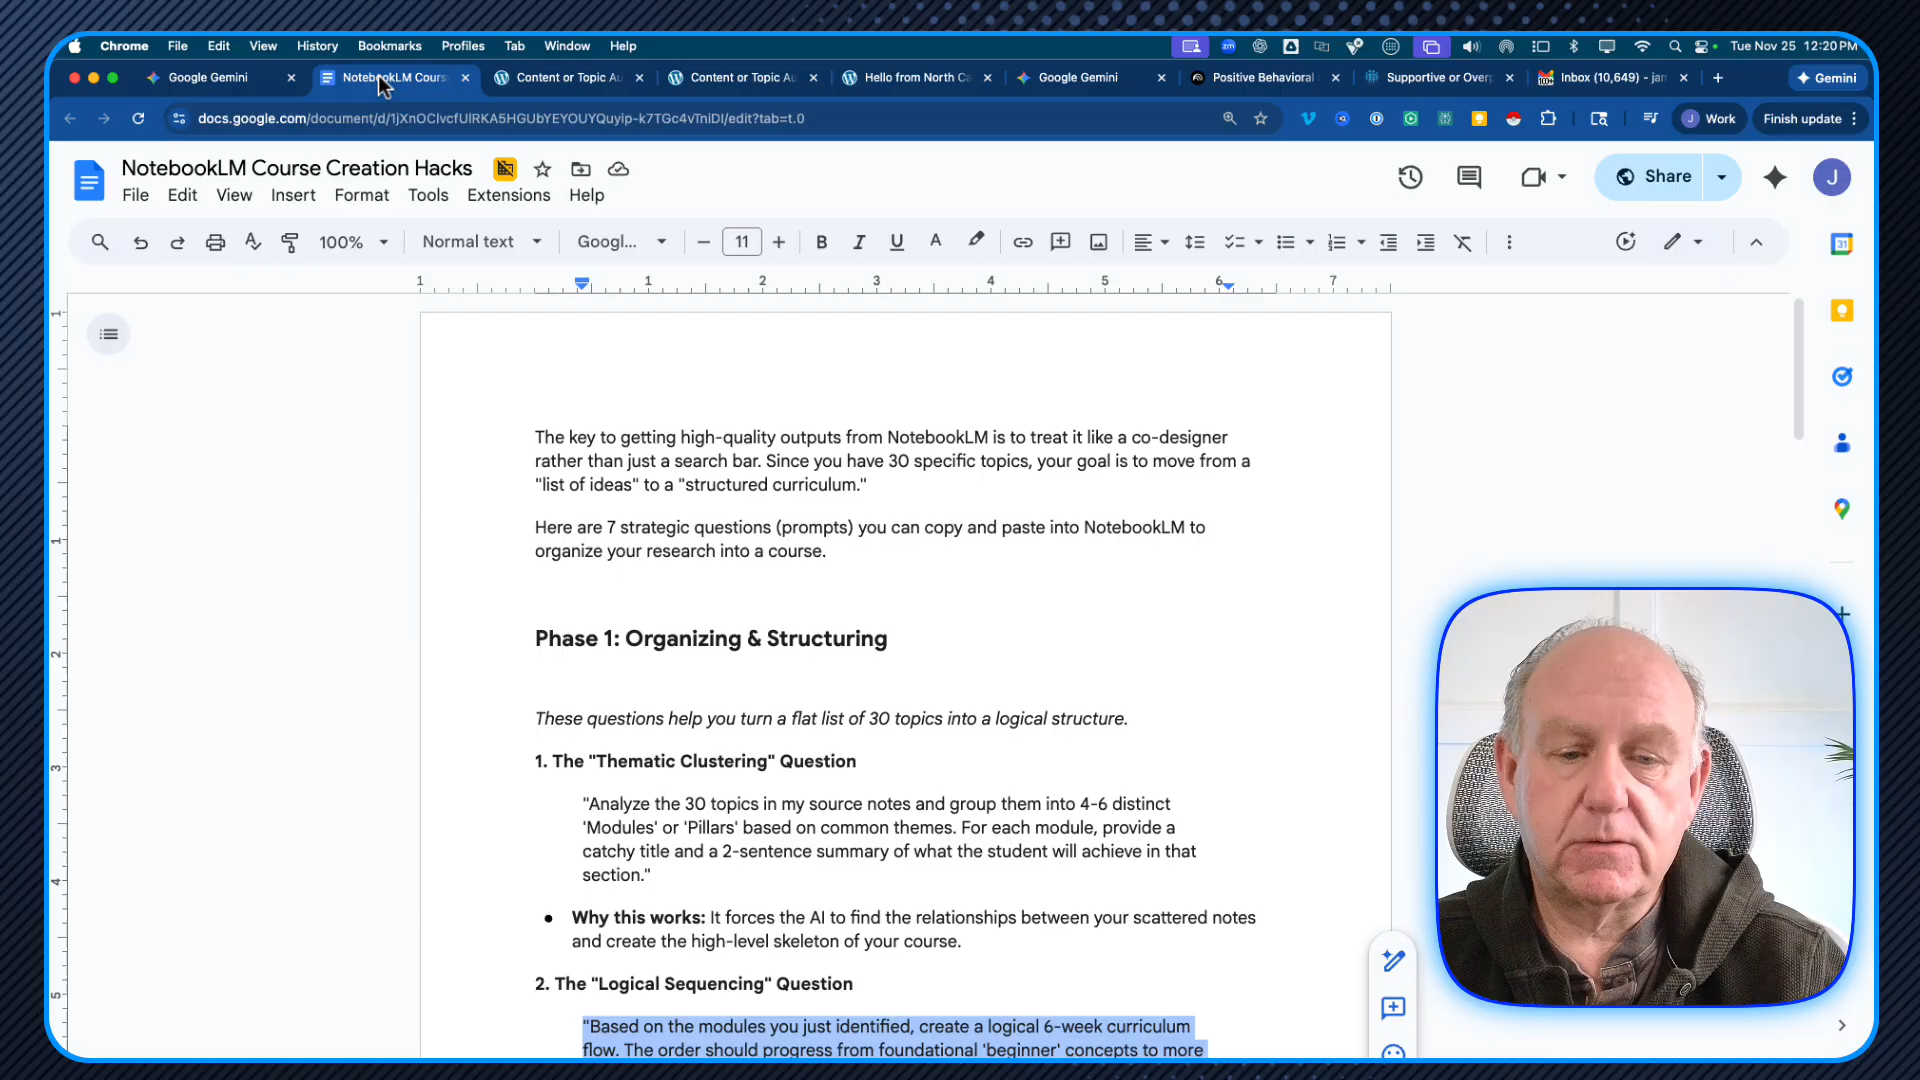 Chrome File Edit View History Bookmarks Profiles Tab Window Help Tue Nov 25 12:20 PM
Google Gemini NotebookLM Cours Content or Topic Au Content or Topic Au Hello from North Ca Google Gemini Positive Behavioral Supportive or Overp Inbox (10,649) - jan Gemini
docs.google.com/document/d/1jXnOClvcfUlRKA5HGUbYEYOUYQuyip-k7TGc4vTniDI/edit?tab=t.0 Work Finish update
NotebookLM Course Creation Hacks
File Edit View Insert Format Tools Extensions Help
Share J
100% Normal text Googl... 11
1 1 2 3 4 5 6 7
The key to getting high-quality outputs from NotebookLM is to treat it like a co-designer
rather than just a search bar. Since you have 30 specific topics, your goal is to move from a
"list of ideas" to a "structured curriculum."
Here are 7 strategic questions (prompts) you can copy and paste into NotebookLM to
organize your research into a course.
Phase 1: Organizing & Structuring
These questions help you turn a flat list of 30 topics into a logical structure.
1. The "Thematic Clustering" Question
"Analyze the 30 topics in my source notes and group them into 4-6 distinct
'Modules' or 'Pillars' based on common themes. For each module, provide a
catchy title and a 2-sentence summary of what the student will achieve in that
section."
● Why this works: It forces the AI to find the relationships between your scattered notes
and create the high-level skeleton of your course.
2. The "Logical Sequencing" Question
"Based on the modules you just identified, create a logical 6-week curriculum
flow. The order should progress from foundational 'beginner' concepts to more